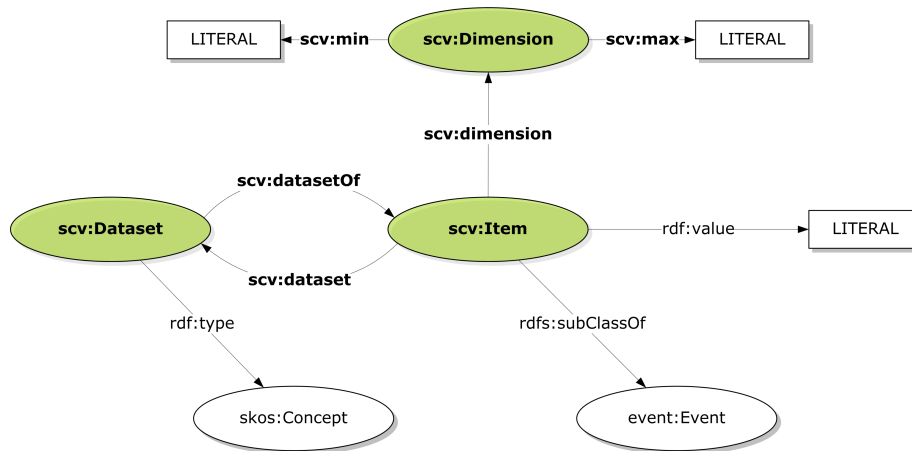 LITERAL scv:min scv:Dimension scv:max LITERAL
scv:dimension
scv:datasetOf
scv:Dataset scv:Item rdf:value LITERAL
scv:dataset
rdf:type rdfs:subClassOf
skos:Concept event:Event